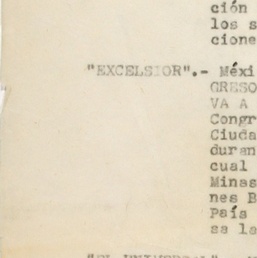 ción
los s
cione
"EXCELSIOR".- Méxi
GRESO
VA A
Congr
Ciuda
duran
cual
Minas
nes B
País
sa la